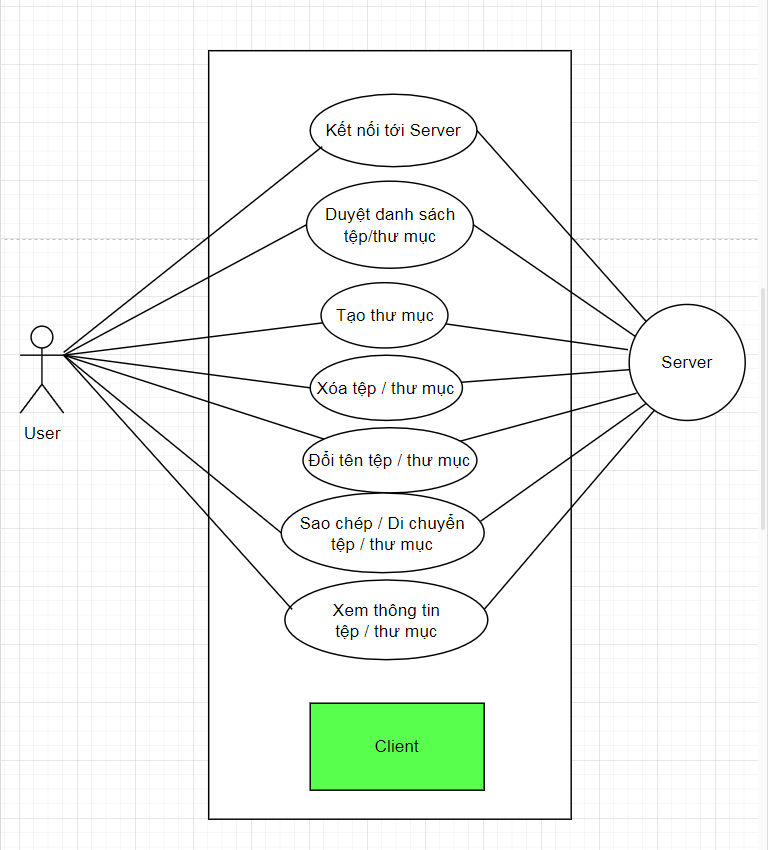 Kết nối tới Server
Duyệt danh sách
tệp/thư mục
Tạo thư mục
Xóa tệp / thư mục
Đổi tên tệp / thư mục
Sao chép / Di chuyển
tệp / thư mục
Xem thông tin
tệp / thư mục
User
Server
Client